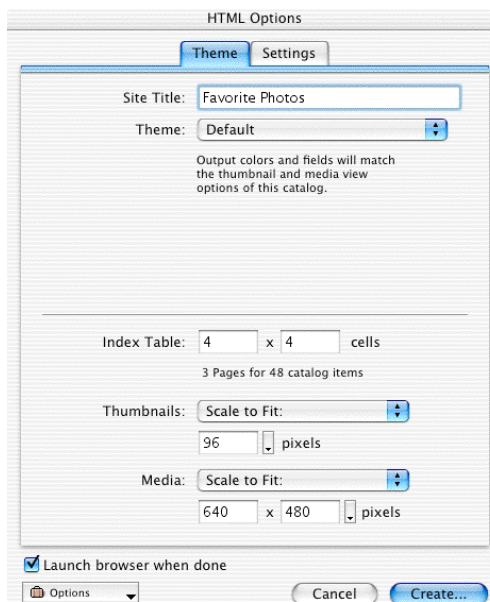 HTML Options
Theme Settings
Site Title: Favorite Photos
Theme: Default
Output colors and fields will match
the thumbnail and media view
options of this catalog.
Index Table: 4 x 4 cells
3 Pages for 48 catalog items
Thumbnails: Scale to Fit:
96 pixels
Media: Scale to Fit:
640 x 480 pixels
Launch browser when done
Options Cancel Create...